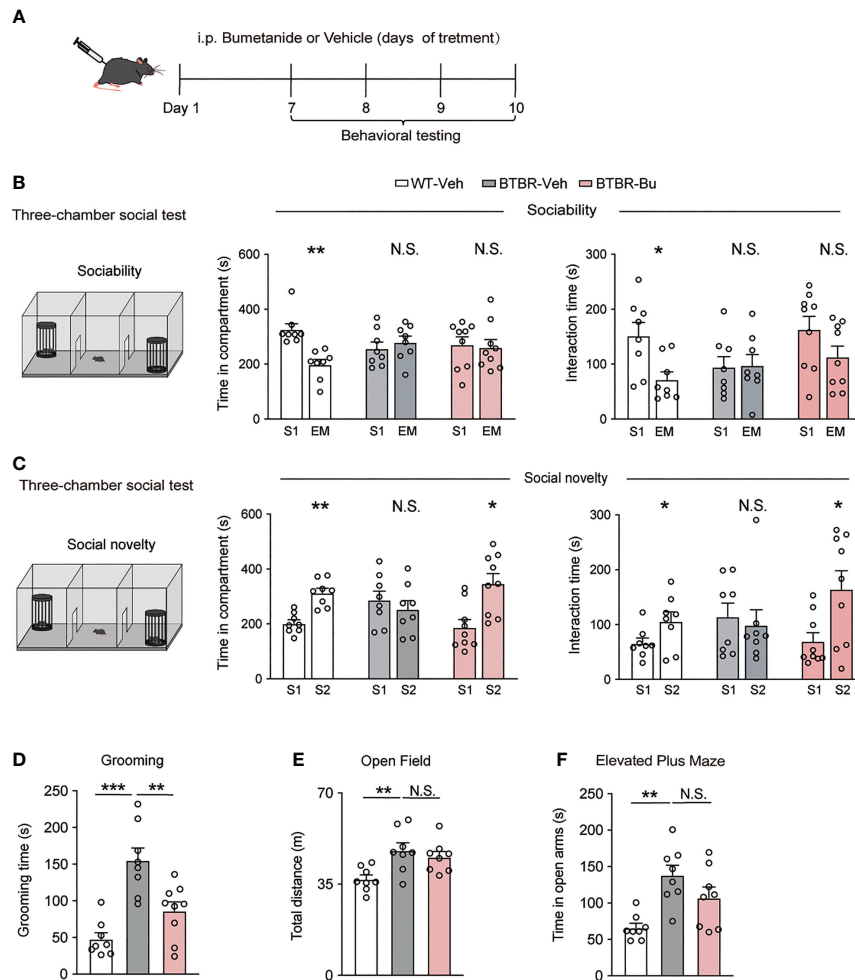 A
i.p. Bumetanide or Vehicle (days of tretment)
Day 1 7 8 9 10
Behavioral testing
B
WT-Veh BTBR-Veh BTBR-Bu
Three-chamber social test
Sociability
Sociability
Time in compartment (s)
600
400
200
0
** N.S. N.S.
S1 EM S1 EM S1 EM
Interaction time (s)
300
200
100
0
* N.S. N.S.
S1 EM S1 EM S1 EM
C
Three-chamber social test
Social novelty
Social novelty
Time in compartment (s)
600
400
200
0
** N.S. *
S1 S2 S1 S2 S1 S2
Interaction time (s)
300
200
100
0
* N.S. *
S1 S2 S1 S2 S1 S2
D
Grooming
Grooming time (s)
250
200
150
100
50
0
*** **
E
Open Field
Total distance (m)
70
35
0
** N.S.
F
Elevated Plus Maze
Time in open arms (s)
250
200
150
100
50
0
** N.S.